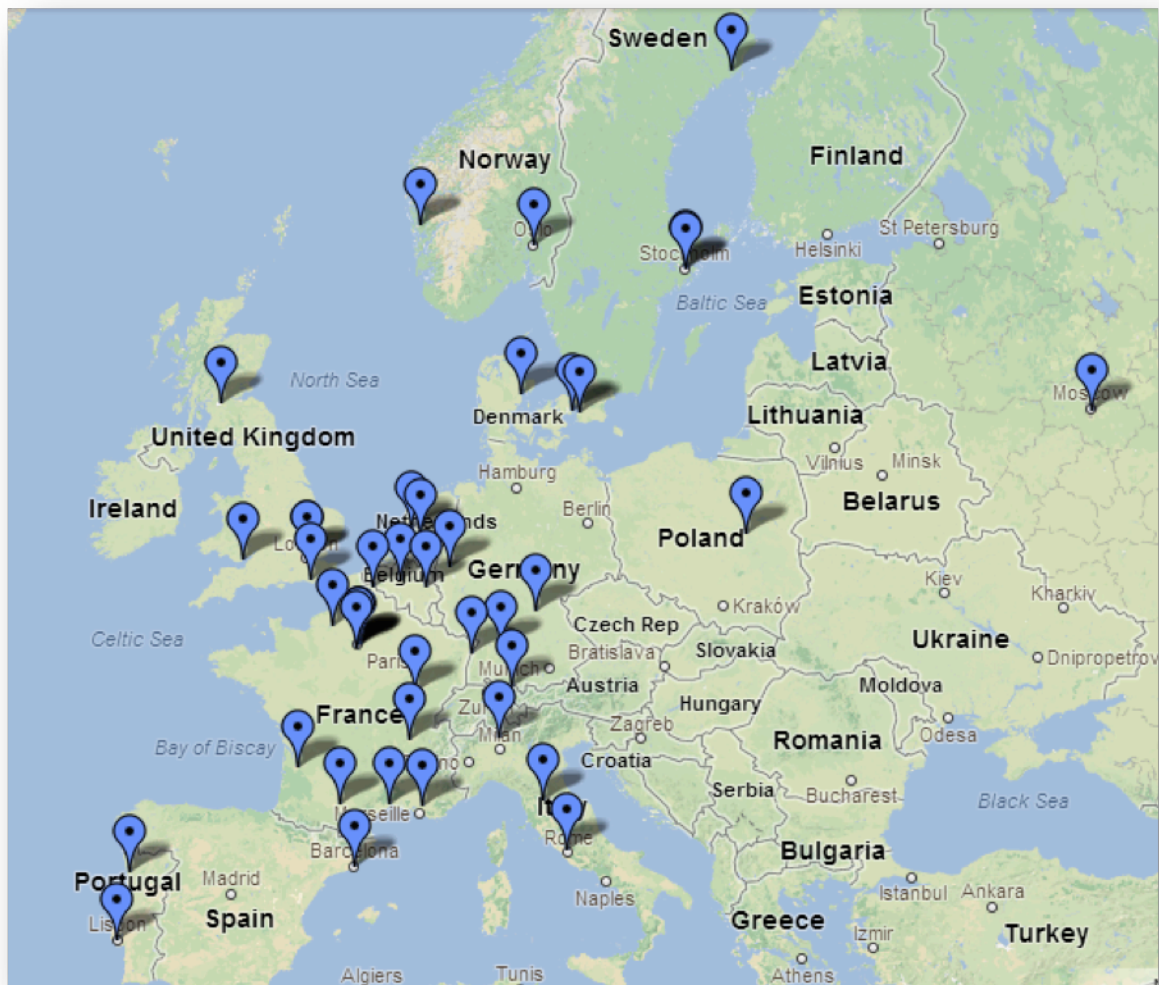 Sweden
Norway
Finland
Oslo
St Petersburg
Helsinki
Stockholm
Estonia
Baltic Sea
Latvia
North Sea
Moscow
Denmark
Lithuania
United Kingdom
Vilnius
Minsk
Hamburg
Ireland
Belarus
Berlin
Netherlands
Poland
London
Belgium
Germany
Kiev
Kharkiv
Kraków
Czech Rep
Celtic Sea
Ukraine
Bratislava
Slovakia
Dnipropetrov
Paris
Munich
Austria
Moldova
Hungary
Zu
France
Zagreb
Odesa
Milan
Bay of Biscay
Romania
no
Croatia
Serbia
Bucharest
Black Sea
Italy
Marseille
Rome
Barcelona
Bulgaria
Portugal
Madrid
Istanbul
Ankara
Naples
Lisbon
Spain
Greece
Izmir
Turkey
Algiers
Tunis
Athens